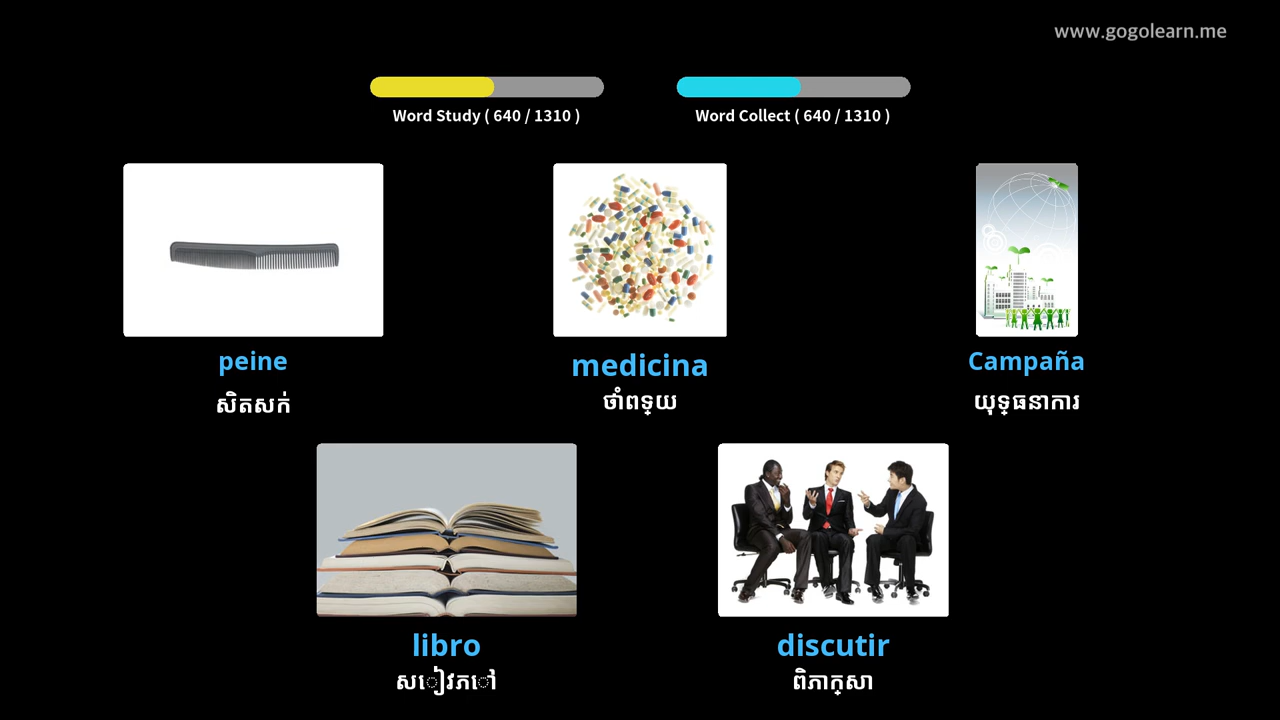 www.gogolearn.me
Word Study ( 640 / 1310 )
Word Collect ( 640 / 1310 )
peine
សិតសក់
medicina
ថាំពទ្យ
Campaña
យុទ្ធនាការ
libro
សៀវភៅ
discutir
ពិភាក្សា